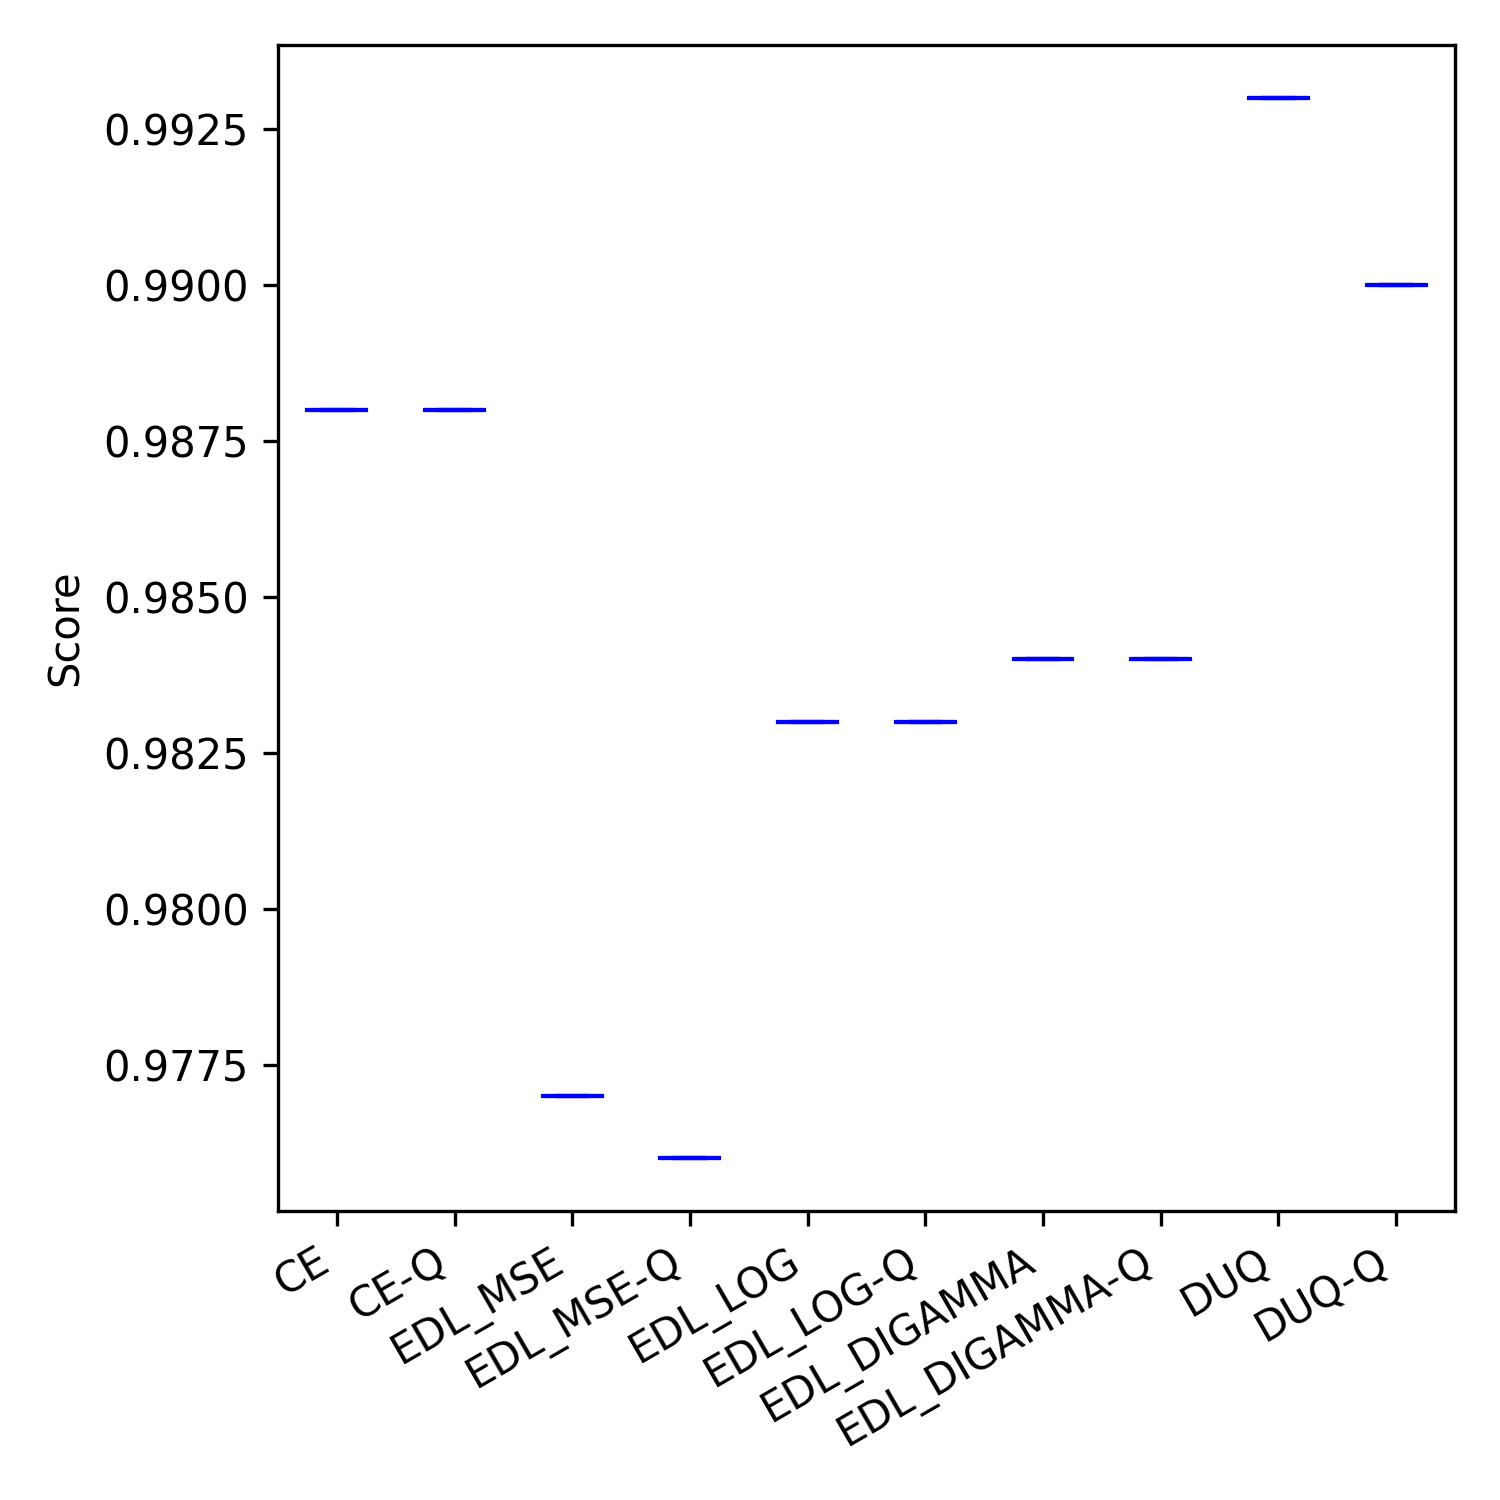 0.9925
0.9900
0.9875
0.9850
0.9825
0.9800
0.9775
Score
CE
CE-Q
EDL_MSE
EDL_MSE-Q
EDL_LOG
EDL_LOG-Q
EDL_DIGAMMA
EDL_DIGAMMA-Q
DUQ
DUQ-Q